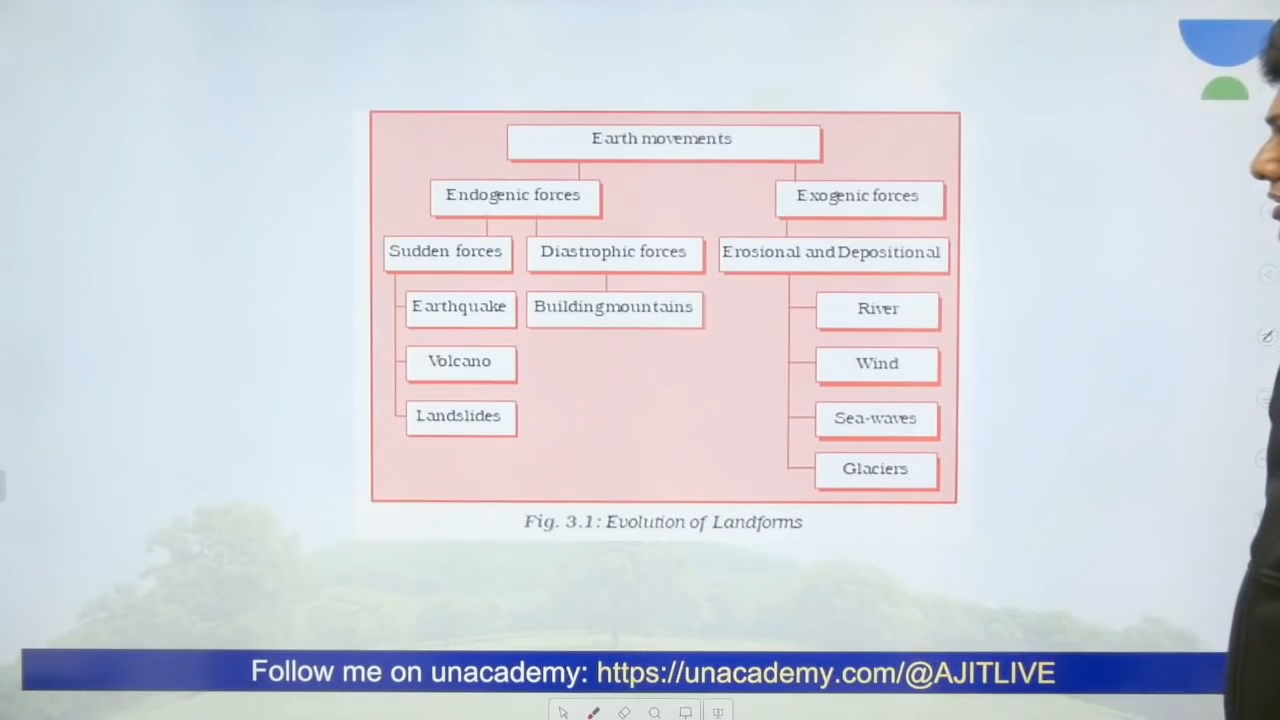 Earth movements
Endogenic forces
Exogenic forces
Sudden forces
Diastrophic forces
Erosional and Depositional
Earthquake
Building mountains
River
Volcano
Wind
Landslides
Sea-waves
Glaciers
Fig. 3.1: Evolution of Landforms
Follow me on unacademy: https://unacademy.com/@AJITLIVE